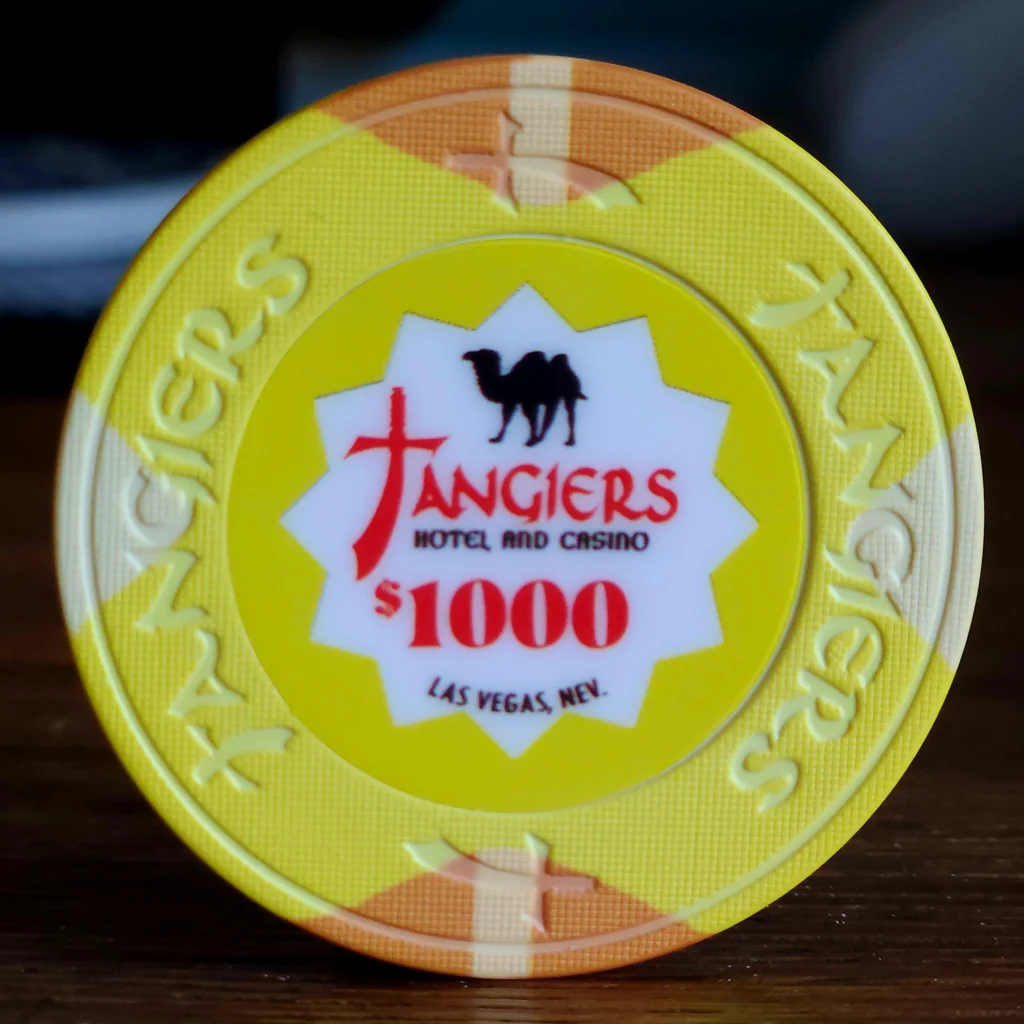 TANGIERS
HOTEL AND CASINO
$1000
LAS VEGAS, NEV.
TANGIERS
TANGIERS